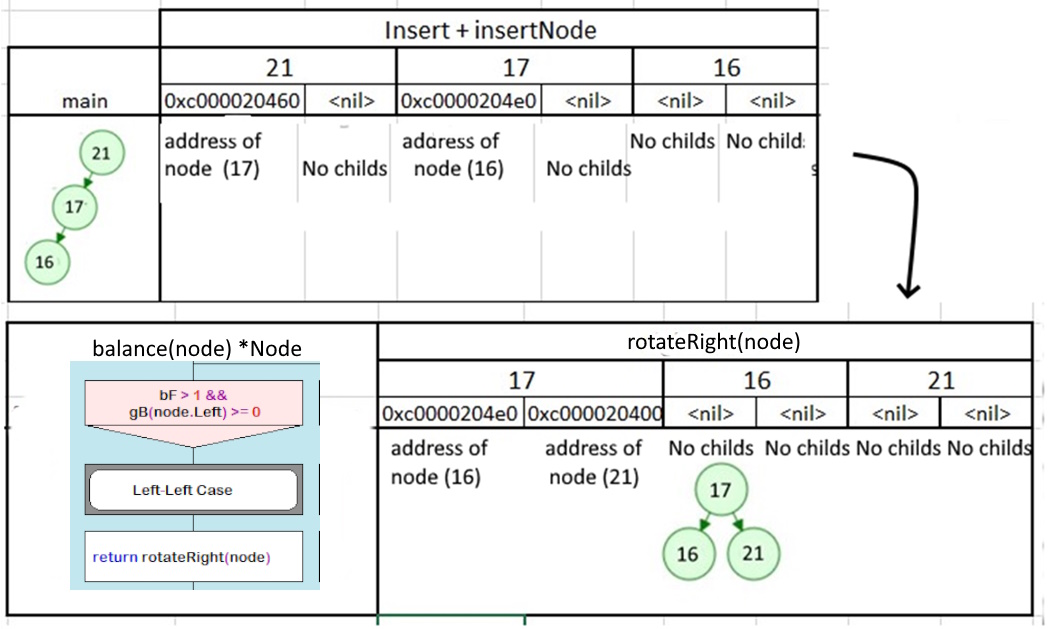 Insert + insertNode
21 17 16
main 0xc000020460 <nil> 0xc0000204e0 <nil> <nil> <nil>
address of node (17)
No childs
address of node (16)
No childs
No childs
No childs
21
17
16
balance(node) *Node
bF > 1 &&
gB(node.Left) >= 0
Left-Left Case
return rotateRight(node)
rotateRight(node)
17 16 21
0xc0000204e0 0xc000020400 <nil> <nil> <nil> <nil>
address of node (16)
address of node (21)
No childs No childs No childs No childs
17
16 21